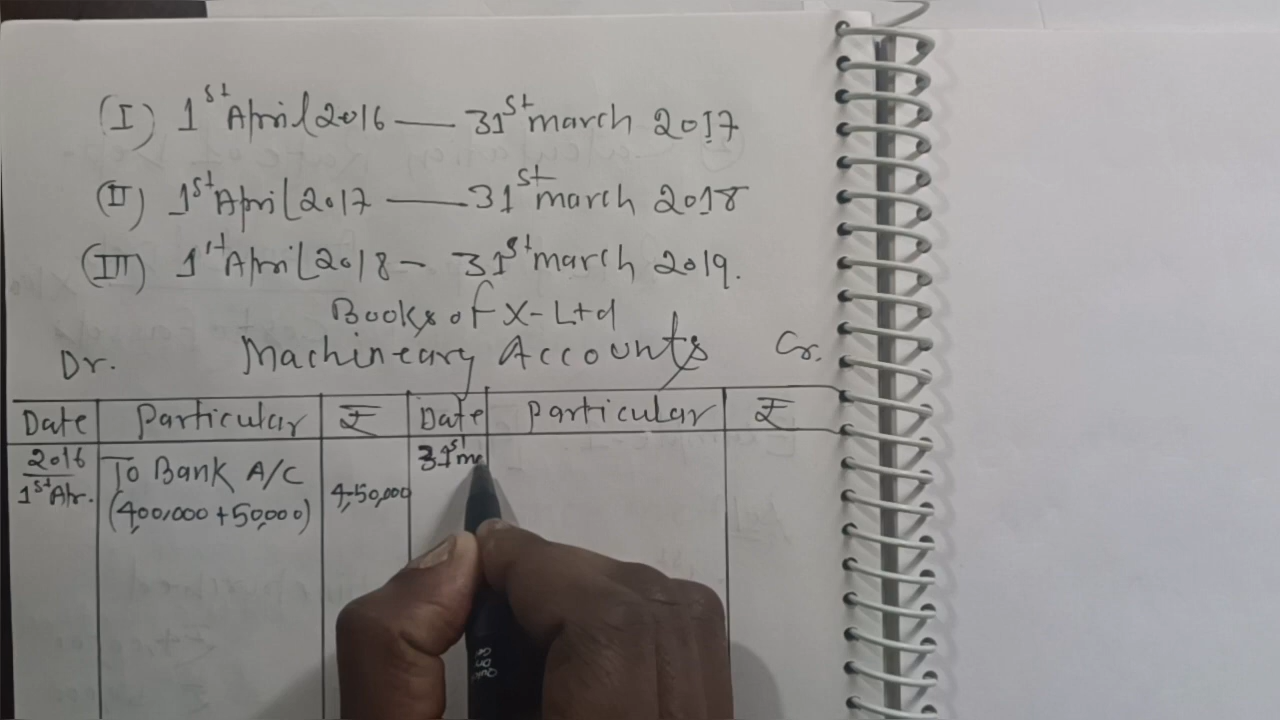 (I) 1st April 2016 — 31st march 2017
(II) 1st April 2017 — 31st march 2018
(III) 1st April 2018 - 31st march 2019.
Books of X-Ltd
Dr. Machineary Accounts Cr.
Date Particular ₹ Date Particular ₹
2016 31st m
1st Apr. To Bank A/C
(4,00,000 + 50,000) 4,50,000